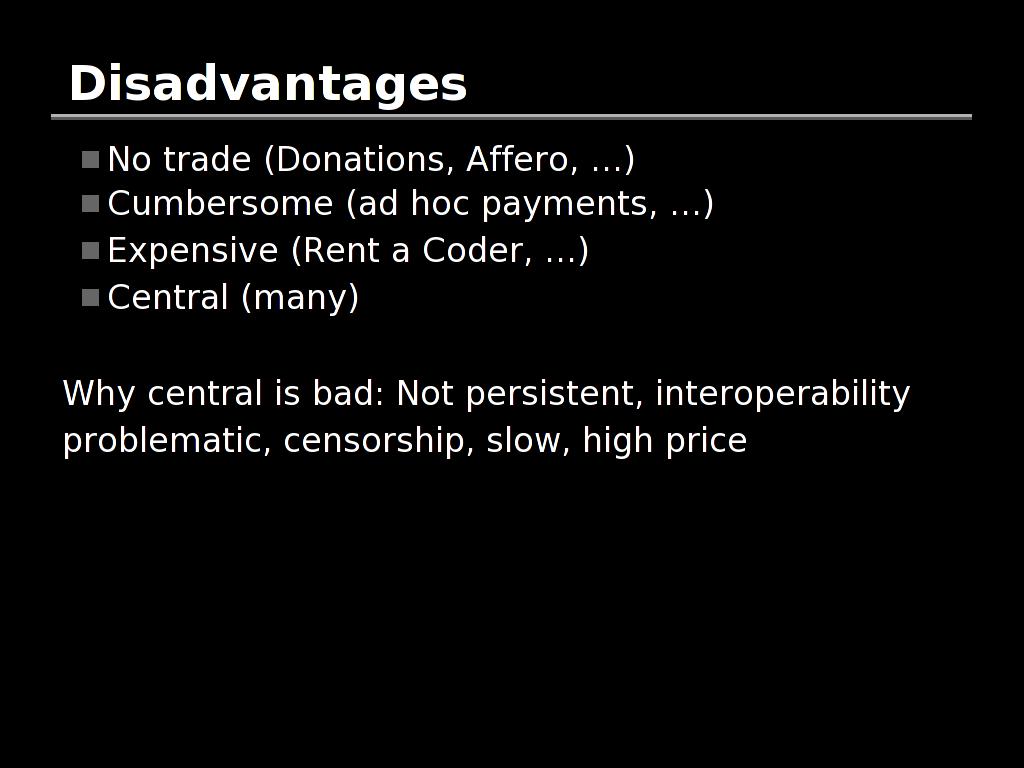 Disadvantages
No trade (Donations, Affero, ...)
Cumbersome (ad hoc payments, ...)
Expensive (Rent a Coder, ...)
Central (many)
Why central is bad: Not persistent, interoperability
problematic, censorship, slow, high price